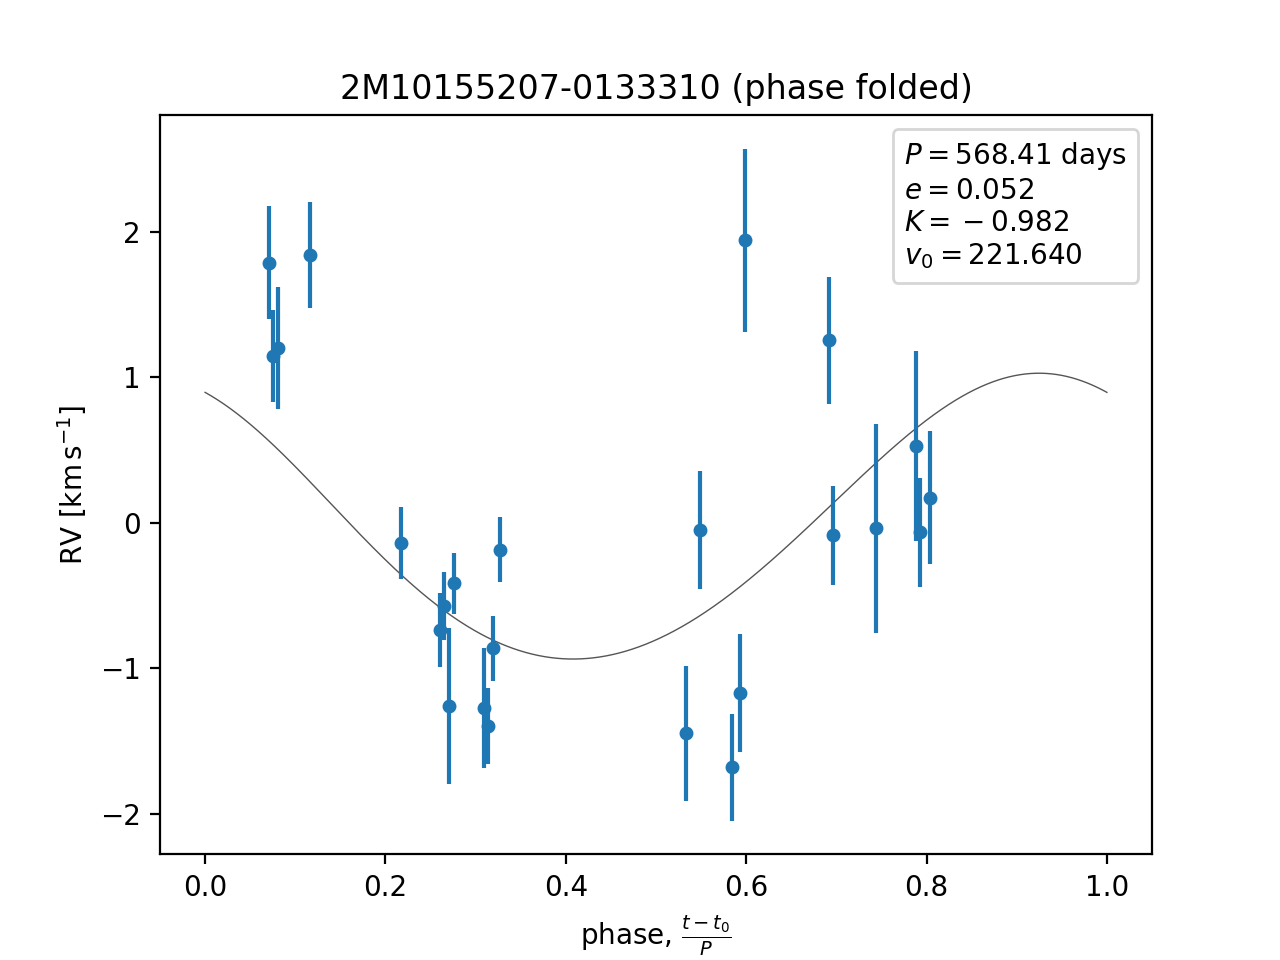 2M10155207-0133310 (phase folded)
P = 568.41 days
e = 0.052
K = −0.982
v₀ = 221.640
RV [km s⁻¹]
2
1
0
−1
−2
0.0 0.2 0.4 0.6 0.8 1.0
phase, (t − t₀)/P